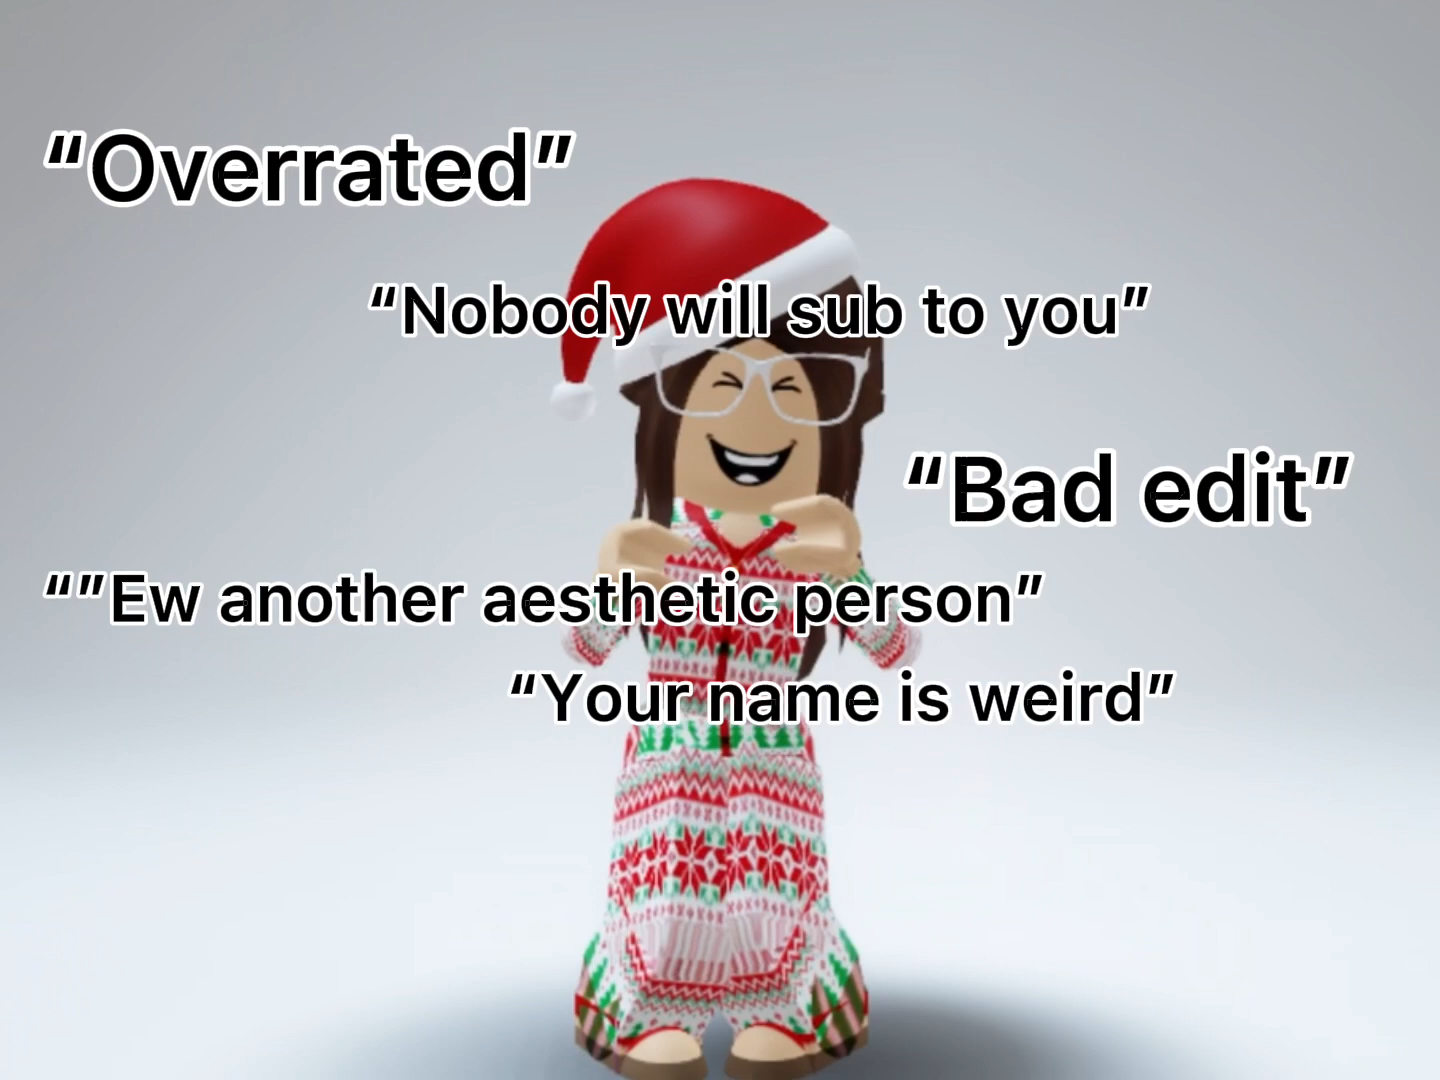 “Overrated”
“Nobody will sub to you”
“Bad edit”
“”Ew another aesthetic person”
“Your name is weird”